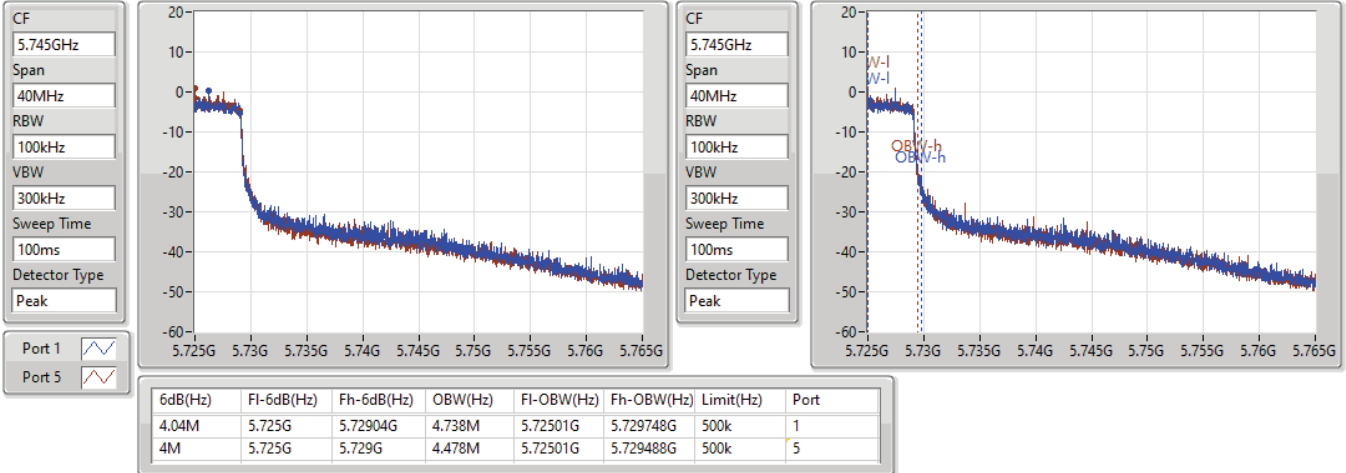 CF
5.745GHz
Span
40MHz
RBW
100kHz
VBW
300kHz
Sweep Time
100ms
Detector Type
Peak
Port 1
Port 5
20
10
0
-10
-20
-30
-40
-50
-60
5.725G 5.73G 5.735G 5.74G 5.745G 5.75G 5.755G 5.76G 5.765G
CF
5.745GHz
Span
40MHz
RBW
100kHz
VBW
300kHz
Sweep Time
100ms
Detector Type
Peak
20
10
0
-10
-20
-30
-40
-50
-60
W-l
W-l
OBW-h
OBW-h
5.725G 5.73G 5.735G 5.74G 5.745G 5.75G 5.755G 5.76G 5.765G
6dB(Hz) Fl-6dB(Hz) Fh-6dB(Hz) OBW(Hz) Fl-OBW(Hz) Fh-OBW(Hz) Limit(Hz) Port
4.04M 5.725G 5.72904G 4.738M 5.72501G 5.729748G 500k 1
4M 5.725G 5.729G 4.478M 5.72501G 5.729488G 500k 5